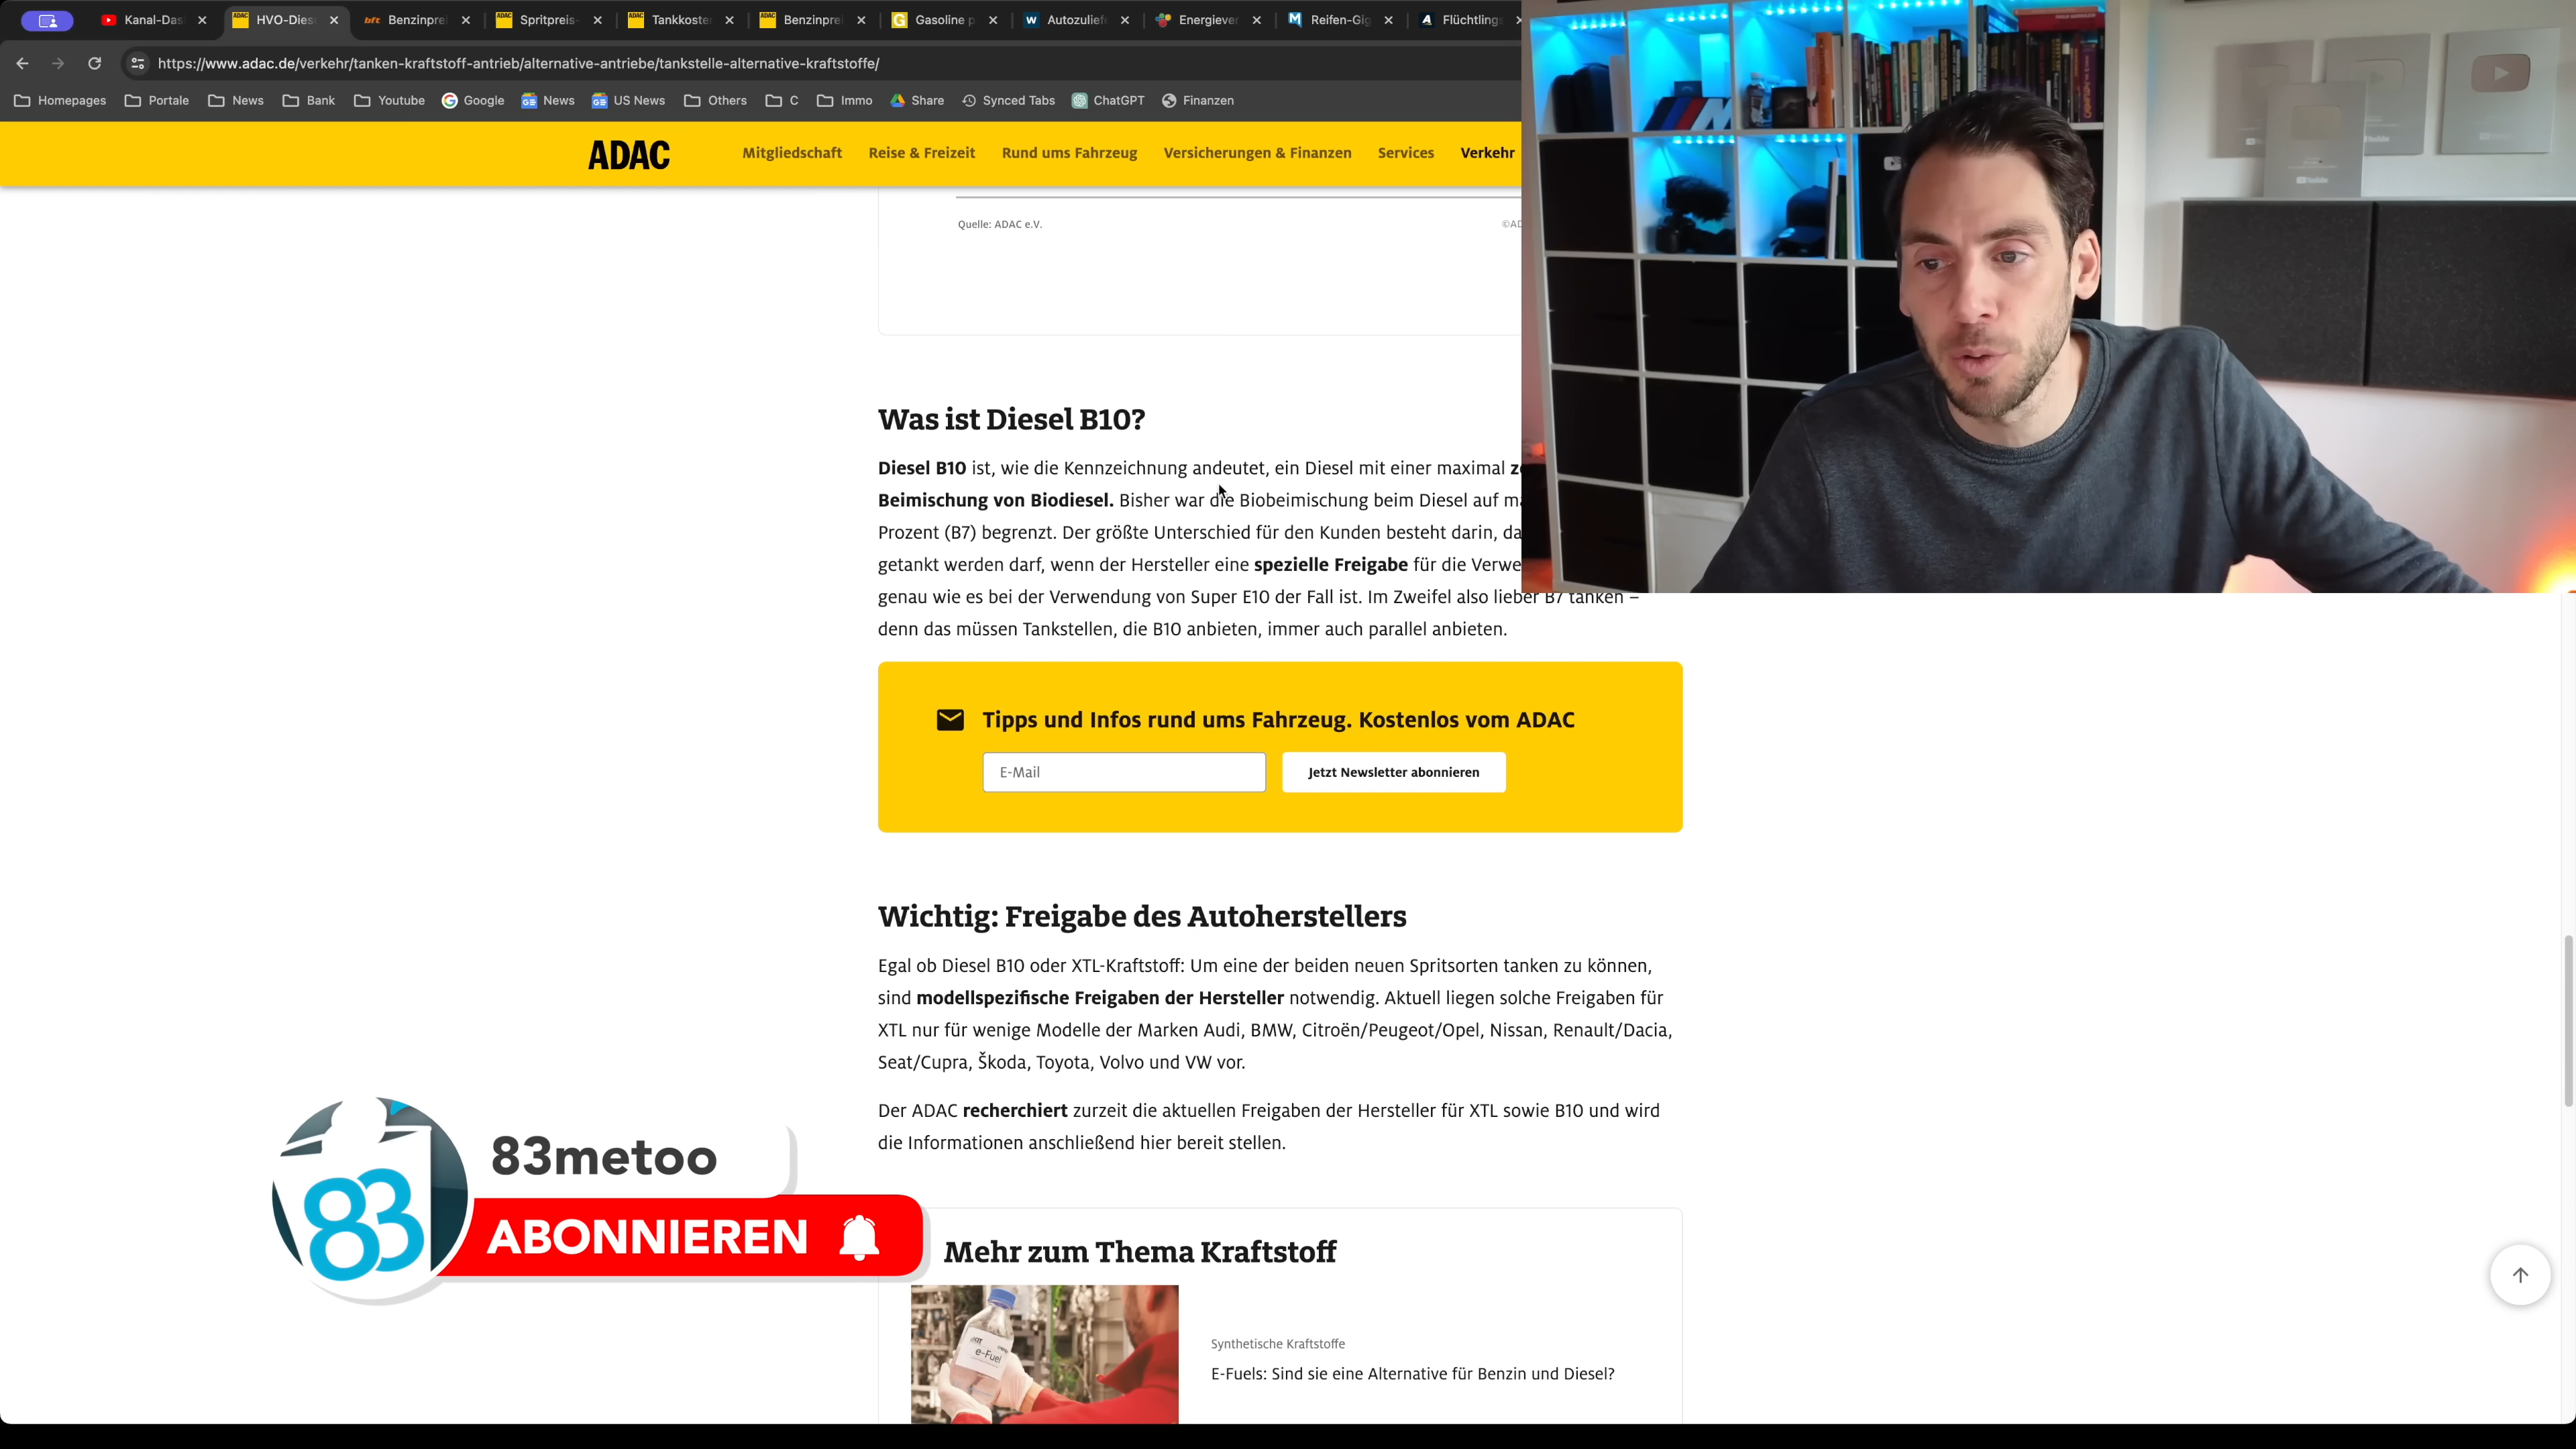 Kanal-Das
HVO-Dies
bft Benzinprei
ADAC Spritpreis-
ADAC Tankkoste
ADAC Benzinprei
G Gasoline p
w Autozulief
Energiever
M Reifen-Gig
A Flüchtlings
https://www.adac.de/verkehr/tanken-kraftstoff-antrieb/alternative-antriebe/tankstelle-alternative-kraftstoffe/
Homepages Portale News Bank Youtube Google News US News Others C Immo Share Synced Tabs ChatGPT Finanzen
ADAC Mitgliedschaft Reise & Freizeit Rund ums Fahrzeug Versicherungen & Finanzen Services Verkehr
Quelle: ADAC e.V. ©AD
Was ist Diesel B10?
Diesel B10 ist, wie die Kennzeichnung andeutet, ein Diesel mit einer maximal
Beimischung von Biodiesel. Bisher war die Biobeimischung beim Diesel auf
Prozent (B7) begrenzt. Der größte Unterschied für den Kunden besteht darin,
getankt werden darf, wenn der Hersteller eine spezielle Freigabe für die
genau wie es bei der Verwendung von Super E10 der Fall ist. Im Zweifel also lieber B7 tanken –
denn das müssen Tankstellen, die B10 anbieten, immer auch parallel anbieten.
Tipps und Infos rund ums Fahrzeug. Kostenlos vom ADAC
E-Mail Jetzt Newsletter abonnieren
Wichtig: Freigabe des Autoherstellers
Egal ob Diesel B10 oder XTL-Kraftstoff: Um eine der beiden neuen Spritsorten tanken zu können,
sind modellspezifische Freigaben der Hersteller notwendig. Aktuell liegen solche Freigaben für
XTL nur für wenige Modelle der Marken Audi, BMW, Citroën/Peugeot/Opel, Nissan, Renault/Dacia,
Seat/Cupra, Škoda, Toyota, Volvo und VW vor.
Der ADAC recherchiert zurzeit die aktuellen Freigaben der Hersteller für XTL sowie B10 und wird
die Informationen anschließend hier bereit stellen.
83
83metoo
ABONNIEREN
Mehr zum Thema Kraftstoff
e-Fuel
Synthetische Kraftstoffe
E-Fuels: Sind sie eine Alternative für Benzin und Diesel?